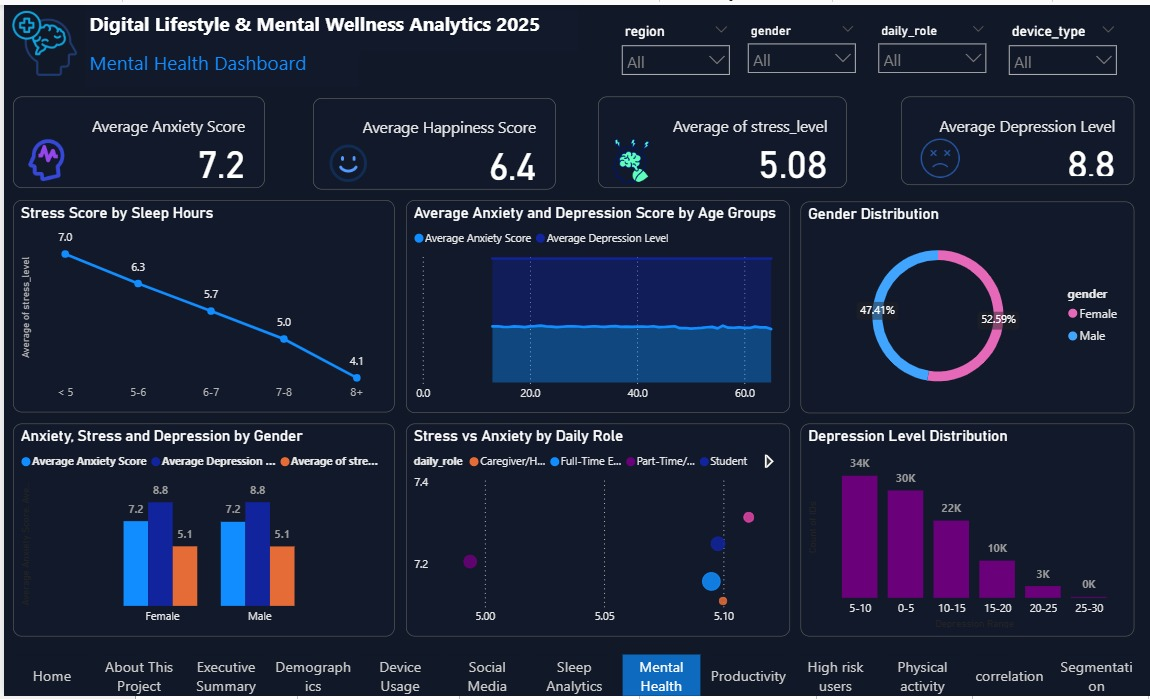 Digital Lifestyle & Mental Wellness Analytics 2025
Mental Health Dashboard
region
gender
daily_role
device_type
All
All
All
All
Average Anxiety Score
7.2
Average Happiness Score
6.4
Average of stress_level
5.08
Average Depression Level
8.8
Stress Score by Sleep Hours
Average of stress_level
7.0
6.3
5.7
5.0
4.1
< 5
5-6
6-7
7-8
8+
Average Anxiety and Depression Score by Age Groups
Average Anxiety Score
Average Depression Level
0.0
20.0
40.0
60.0
Gender Distribution
47.41%
52.59%
gender
Female
Male
Anxiety, Stress and Depression by Gender
Average Anxiety Score
Average Depression ...
Average of stre...
7.2
8.8
5.1
7.2
8.8
5.1
Female
Male
Stress vs Anxiety by Daily Role
daily_role
Caregiver/H...
Full-Time E...
Part-Time/...
Student
7.4
7.2
5.00
5.05
5.10
Depression Level Distribution
34K
30K
22K
10K
3K
0K
5-10
0-5
10-15
15-20
20-25
25-30
Depression Range
Home
About This
Project
Executive
Summary
Demograph
ics
Device
Usage
Social
Media
Sleep
Analytics
Mental
Health
Productivity
High risk
users
Physical
activity
correlation
Segmentati
on